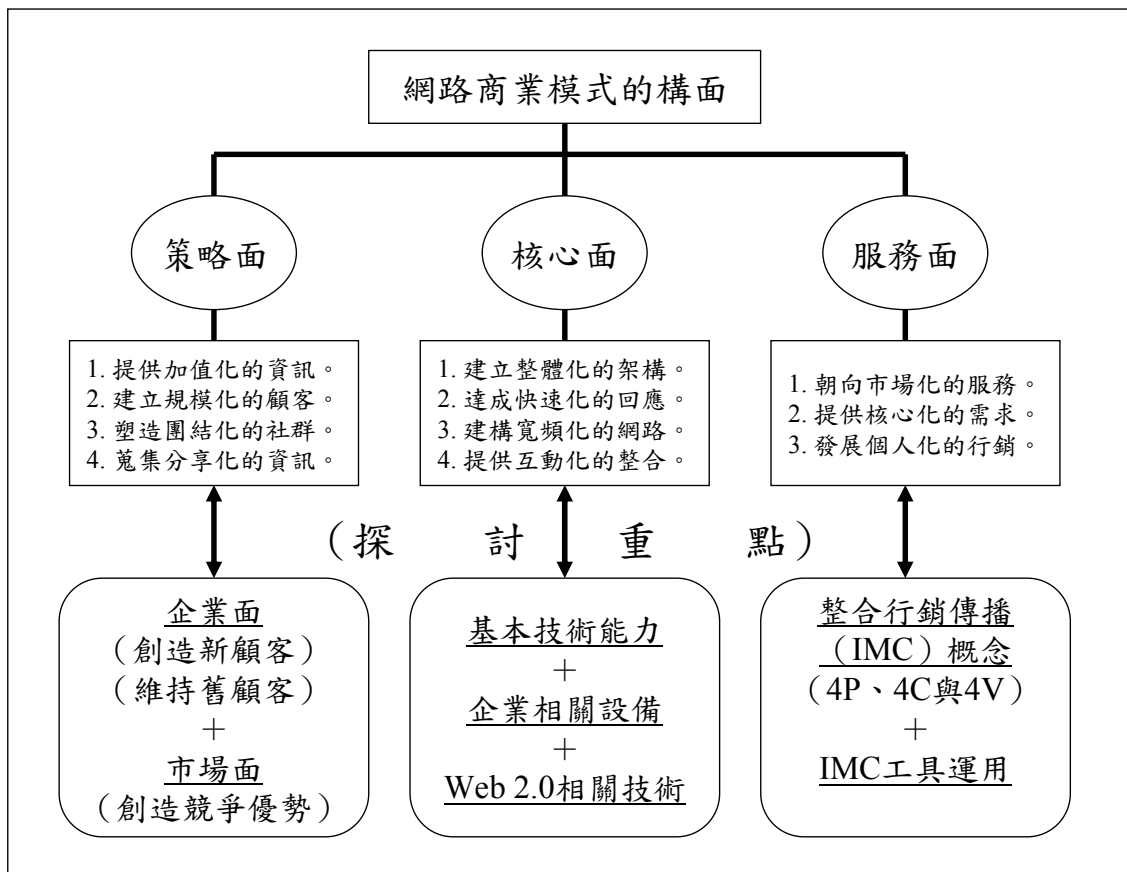 網路商業模式的構面
策略面
核心面
服務面
1. 提供加值化的資訊。
2. 建立規模化的顧客。
3. 塑造團結化的社群。
4. 蒐集分享化的資訊。
1. 建立整體化的架構。
2. 達成快速化的回應。
3. 建構寬頻化的網路。
4. 提供互動化的整合。
1. 朝向市場化的服務。
2. 提供核心化的需求。
3. 發展個人化的行銷。
（探討重點）
企業面
（創造新顧客）
（維持舊顧客）
＋
市場面
（創造競爭優勢）
基本技術能力
＋
企業相關設備
＋
Web 2.0相關技術
整合行銷傳播
（IMC）概念
（4P、4C與4V）
＋
IMC工具運用